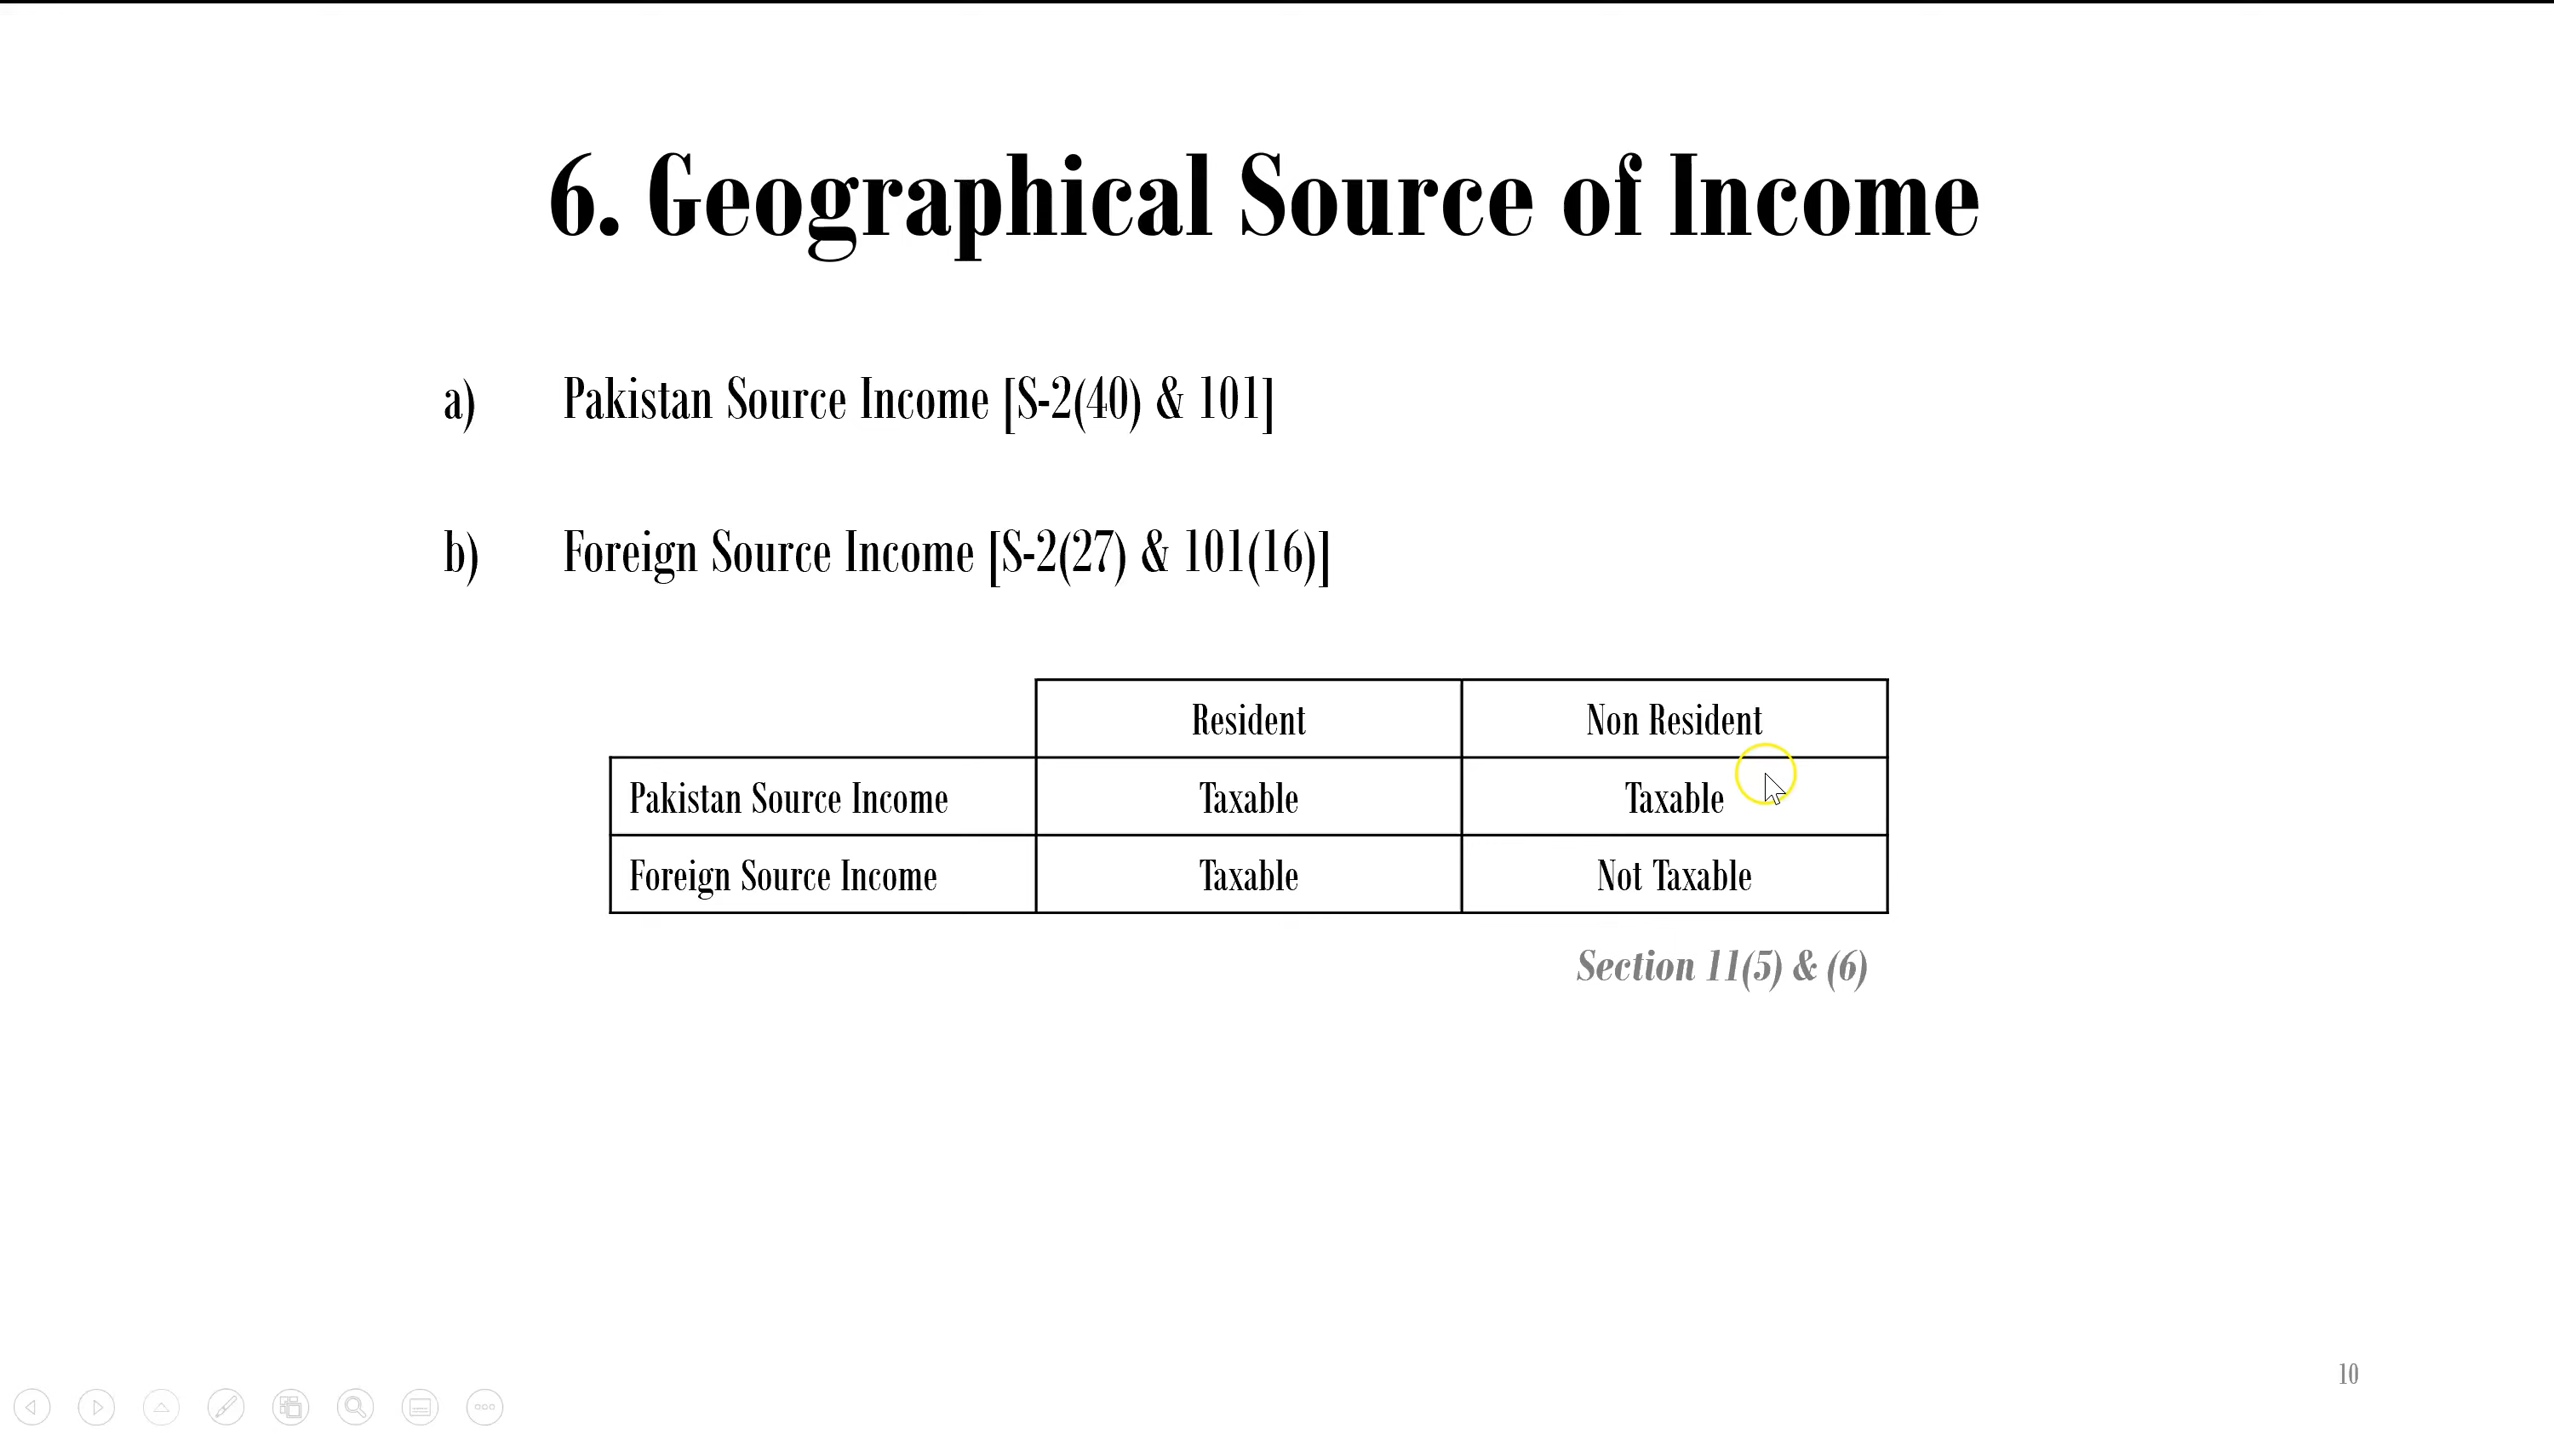 6. Geographical Source of Income
a) Pakistan Source Income [S-2(40) & 101]
b) Foreign Source Income [S-2(27) & 101(16)]
Resident Non Resident
Pakistan Source Income Taxable Taxable
Foreign Source Income Taxable Not Taxable
Section 11(5) & (6)
10